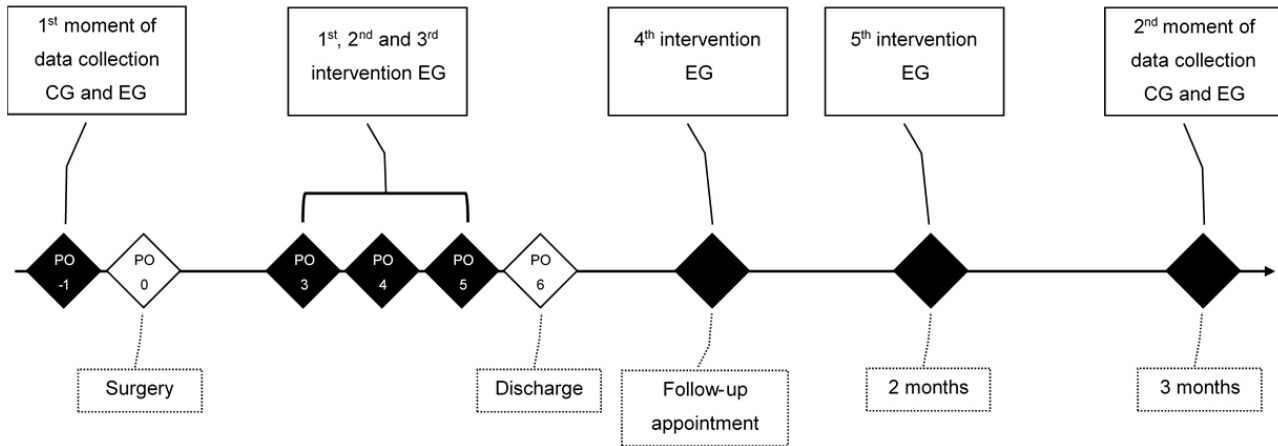 1st moment of
data collection
CG and EG
1st, 2nd and 3rd
intervention EG
4th intervention
EG
5th intervention
EG
2nd moment of
data collection
CG and EG
PO
-1
PO
0
PO
3
PO
4
PO
5
PO
6
Surgery
Discharge
Follow-up
appointment
2 months
3 months